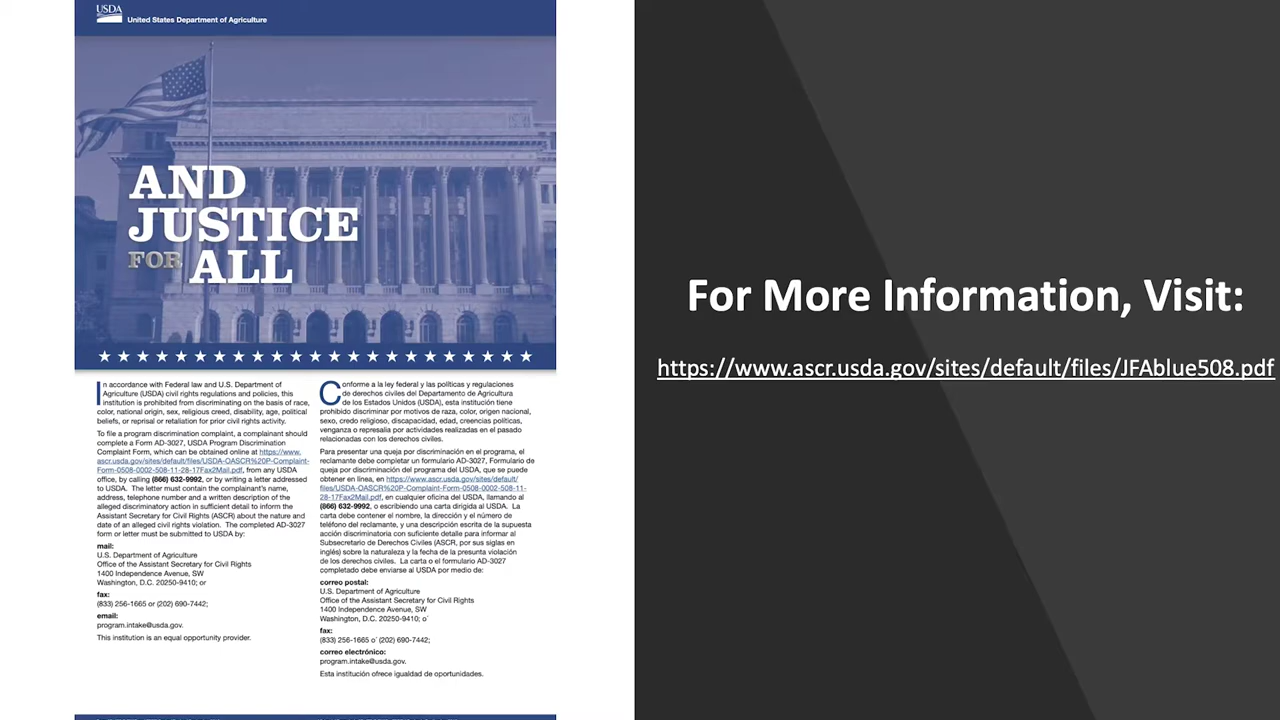 USDA
United States Department of Agriculture
AND
JUSTICE
FOR ALL
In accordance with Federal law and U.S. Department of
Agriculture (USDA) civil rights regulations and policies, this
institution is prohibited from discriminating on the basis of race,
color, national origin, sex, religious creed, disability, age, political
beliefs, or reprisal or retaliation for prior civil rights activity.
To file a program discrimination complaint, a complainant should
complete a Form AD-3027, USDA Program Discrimination
Complaint Form, which can be obtained online at https://www.
ascr.usda.gov/sites/default/files/USDA-OASCR%20P-Complaint-
Form-0508-0002-508-11-28-17Fax2Mail.pdf, from any USDA
office, by calling (866) 632-9992, or by writing a letter addressed
to USDA. The letter must contain the complainant's name,
address, telephone number and a written description of the
alleged discriminatory action in sufficient detail to inform the
Assistant Secretary for Civil Rights (ASCR) about the nature and
date of an alleged civil rights violation. The completed AD-3027
form or letter must be submitted to USDA by:
mail:
U.S. Department of Agriculture
Office of the Assistant Secretary for Civil Rights
1400 Independence Avenue, SW
Washington, D.C. 20250-9410; or
fax:
(833) 256-1665 or (202) 690-7442;
email:
program.intake@usda.gov.
This institution is an equal opportunity provider.
Conforme a la ley federal y las políticas y regulaciones
de derechos civiles del Departamento de Agricultura
de los Estados Unidos (USDA), esta institución tiene
prohibido discriminar por motivos de raza, color, origen nacional,
sexo, credo religioso, discapacidad, edad, creencias políticas,
venganza o represalia por actividades realizadas en el pasado
relacionadas con los derechos civiles.
Para presentar una queja por discriminación en el programa, el
reclamante debe completar un formulario AD-3027, Formulario de
queja por discriminación del programa del USDA, que se puede
obtener en línea, en https://www.ascr.usda.gov/sites/default/
files/USDA-OASCR%20P-Complaint-Form-0508-0002-508-11-
28-17Fax2Mail.pdf, en cualquier oficina del USDA, llamando al
(866) 632-9992, o escribiendo una carta dirigida al USDA. La
carta debe contener el nombre, la dirección y el número de
teléfono del reclamante, y una descripción escrita de la supuesta
acción discriminatoria con suficiente detalle para informar al
Subsecretario de Derechos Civiles (ASCR, por sus siglas en
inglés) sobre la naturaleza y la fecha de la presunta violación
de los derechos civiles. La carta o el formulario AD-3027
completado debe enviarse al USDA por medio de:
correo postal:
U.S. Department of Agriculture
Office of the Assistant Secretary for Civil Rights
1400 Independence Avenue, SW
Washington, D.C. 20250-9410; o´
fax:
(833) 256-1665 o´ (202) 690-7442;
correo electrónico:
program.intake@usda.gov.
Esta institución ofrece igualdad de oportunidades.
For More Information, Visit:
https://www.ascr.usda.gov/sites/default/files/JFAblue508.pdf